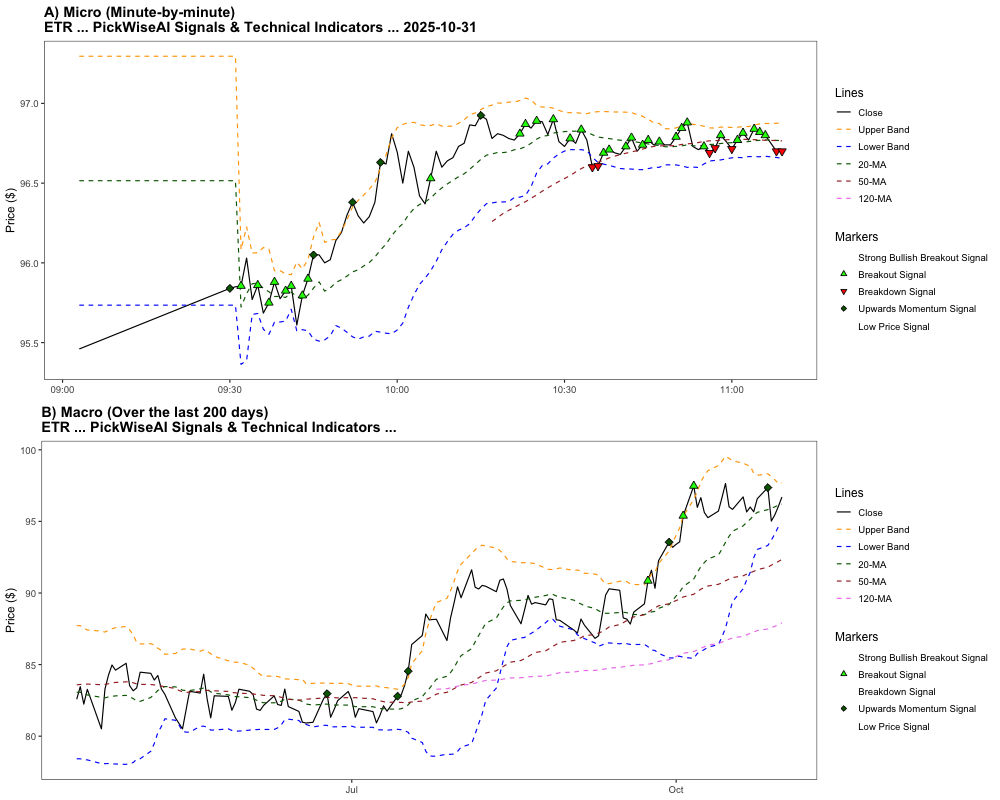 A) Micro (Minute-by-minute)
ETR ... PickWiseAI Signals & Technical Indicators ... 2025-10-31
Price ($)
97.0
96.5
96.0
95.5
09:00
09:30
10:00
10:30
11:00
Lines
Close
Upper Band
Lower Band
20-MA
50-MA
120-MA
Markers
Strong Bullish Breakout Signal
Breakout Signal
Breakdown Signal
Upwards Momentum Signal
Low Price Signal
B) Macro (Over the last 200 days)
ETR ... PickWiseAI Signals & Technical Indicators ...
Price ($)
100
95
90
85
80
Jul
Oct
Lines
Close
Upper Band
Lower Band
20-MA
50-MA
120-MA
Markers
Strong Bullish Breakout Signal
Breakout Signal
Breakdown Signal
Upwards Momentum Signal
Low Price Signal